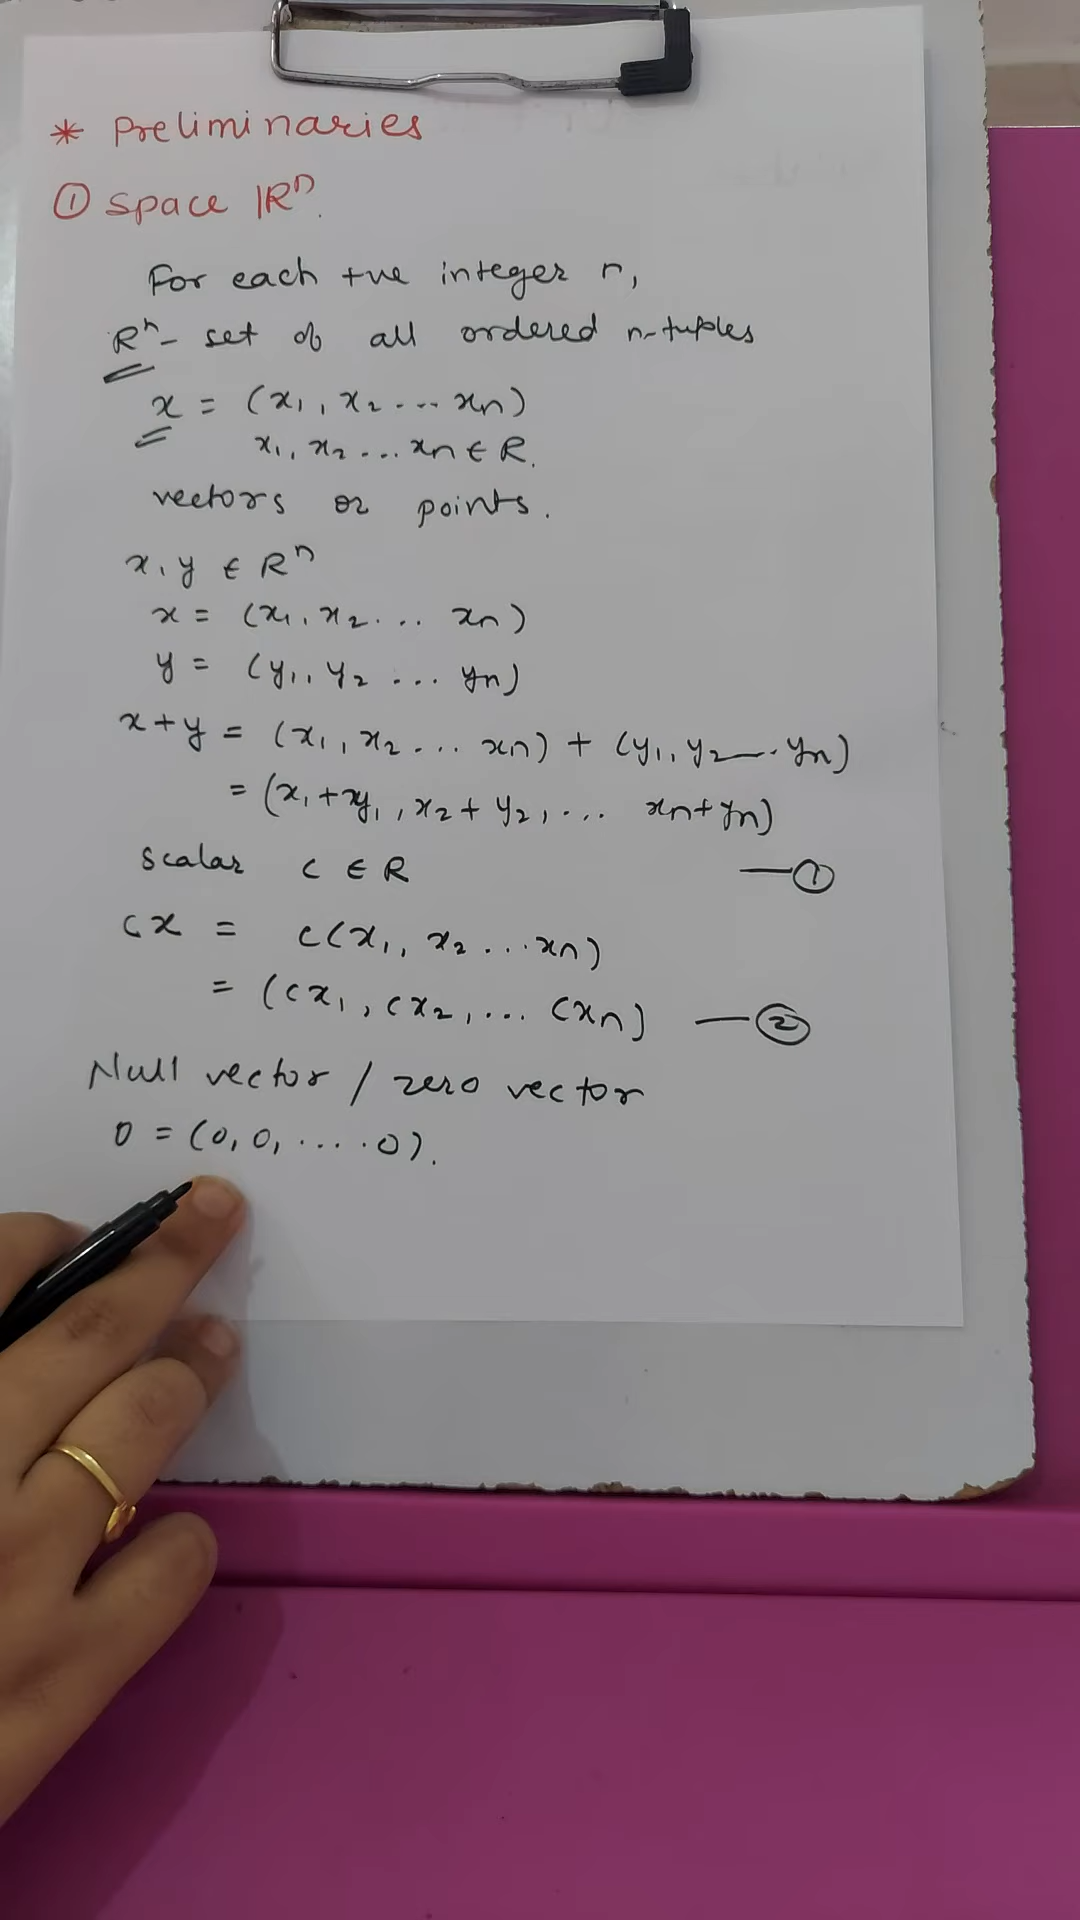 * Preliminaries
① Space ℝⁿ.
For each +ve integer n,
Rⁿ- set of all ordered n-tuples
x = (x₁, x₂ ... xₙ)
x₁, x₂ ... xₙ ∈ R.
vectors or points.
x, y ∈ Rⁿ
x = (x₁, x₂ ... xₙ)
y = (y₁, y₂ ... yₙ)
x+y = (x₁, x₂ ... xₙ) + (y₁, y₂ ... yₙ)
= (x₁+y₁, x₂+y₂, ... xₙ+yₙ)
scalar c ∈ R —①
cx = c(x₁, x₂ ... xₙ)
= (cx₁, cx₂, ... cxₙ) —②
Null vector / zero vector
0 = (0, 0, .... 0).